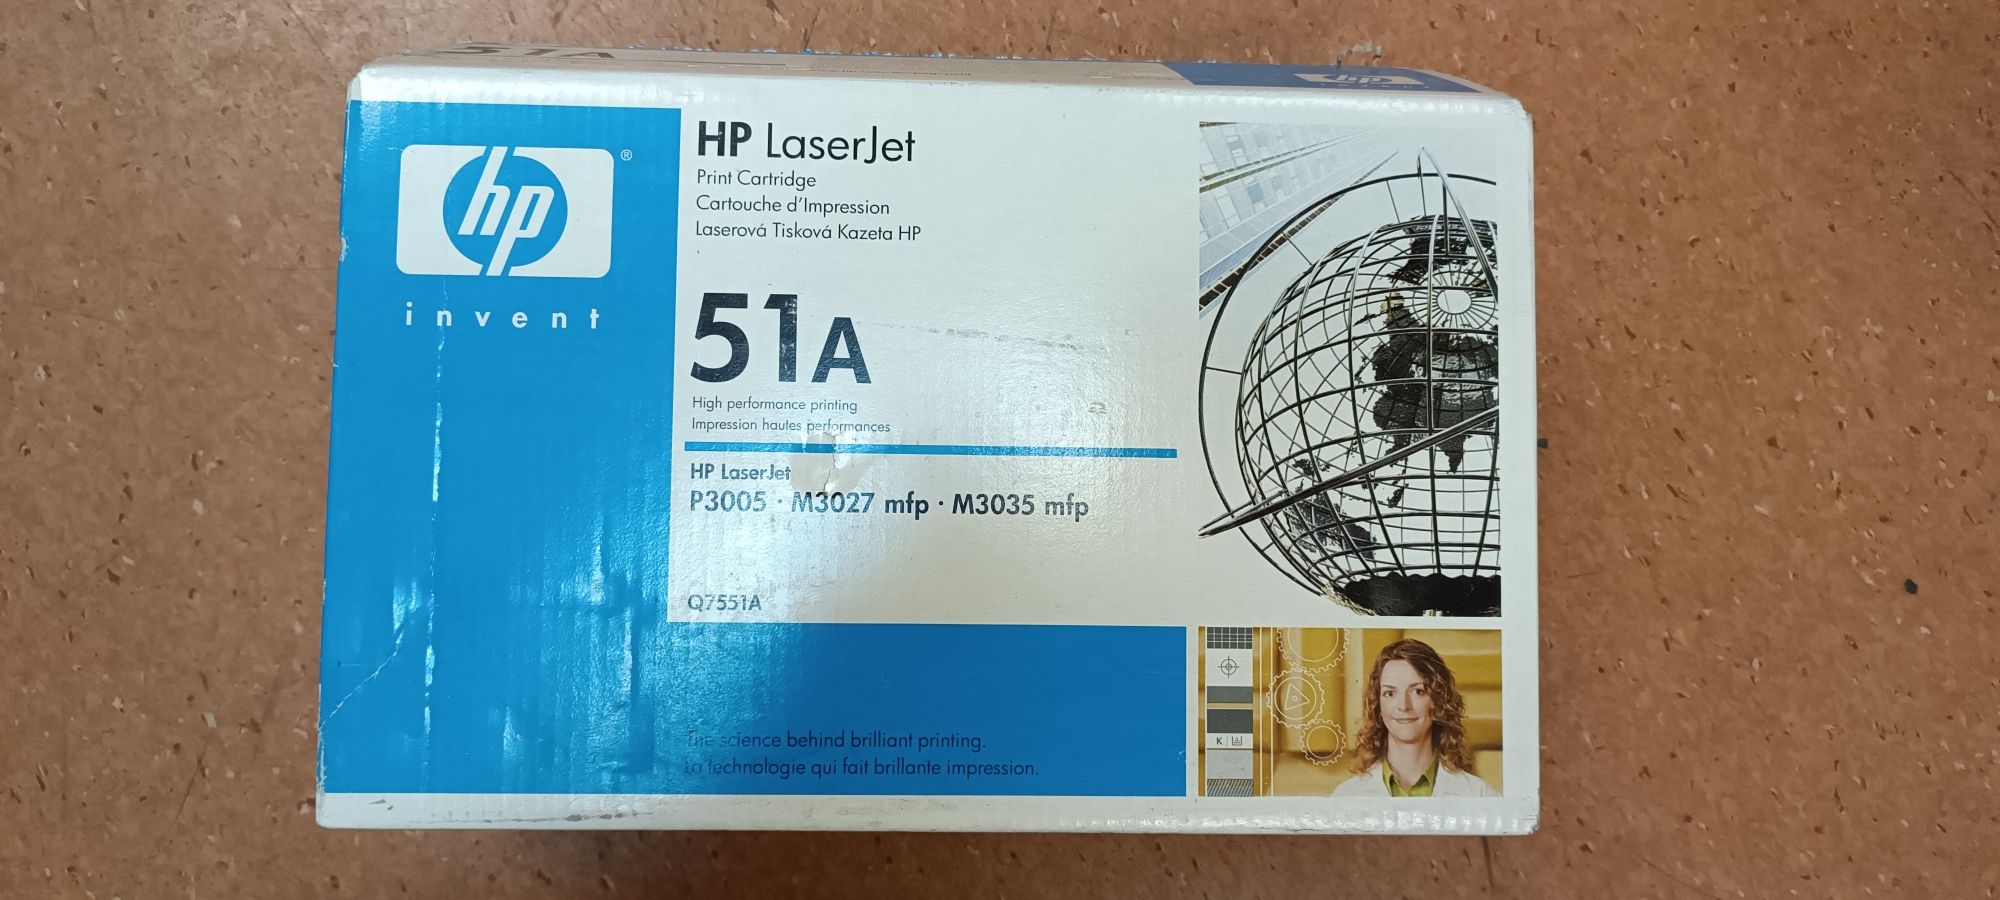 51A
hp
hp
invent
HP LaserJet
Print Cartridge
Cartouche d'Impression
Laserová Tisková Kazeta HP
51A
High performance printing
Impression hautes performances
HP LaserJet
P3005 · M3027 mfp · M3035 mfp
Q7551A
The science behind brilliant printing.
La technologie qui fait brillante impression.
K